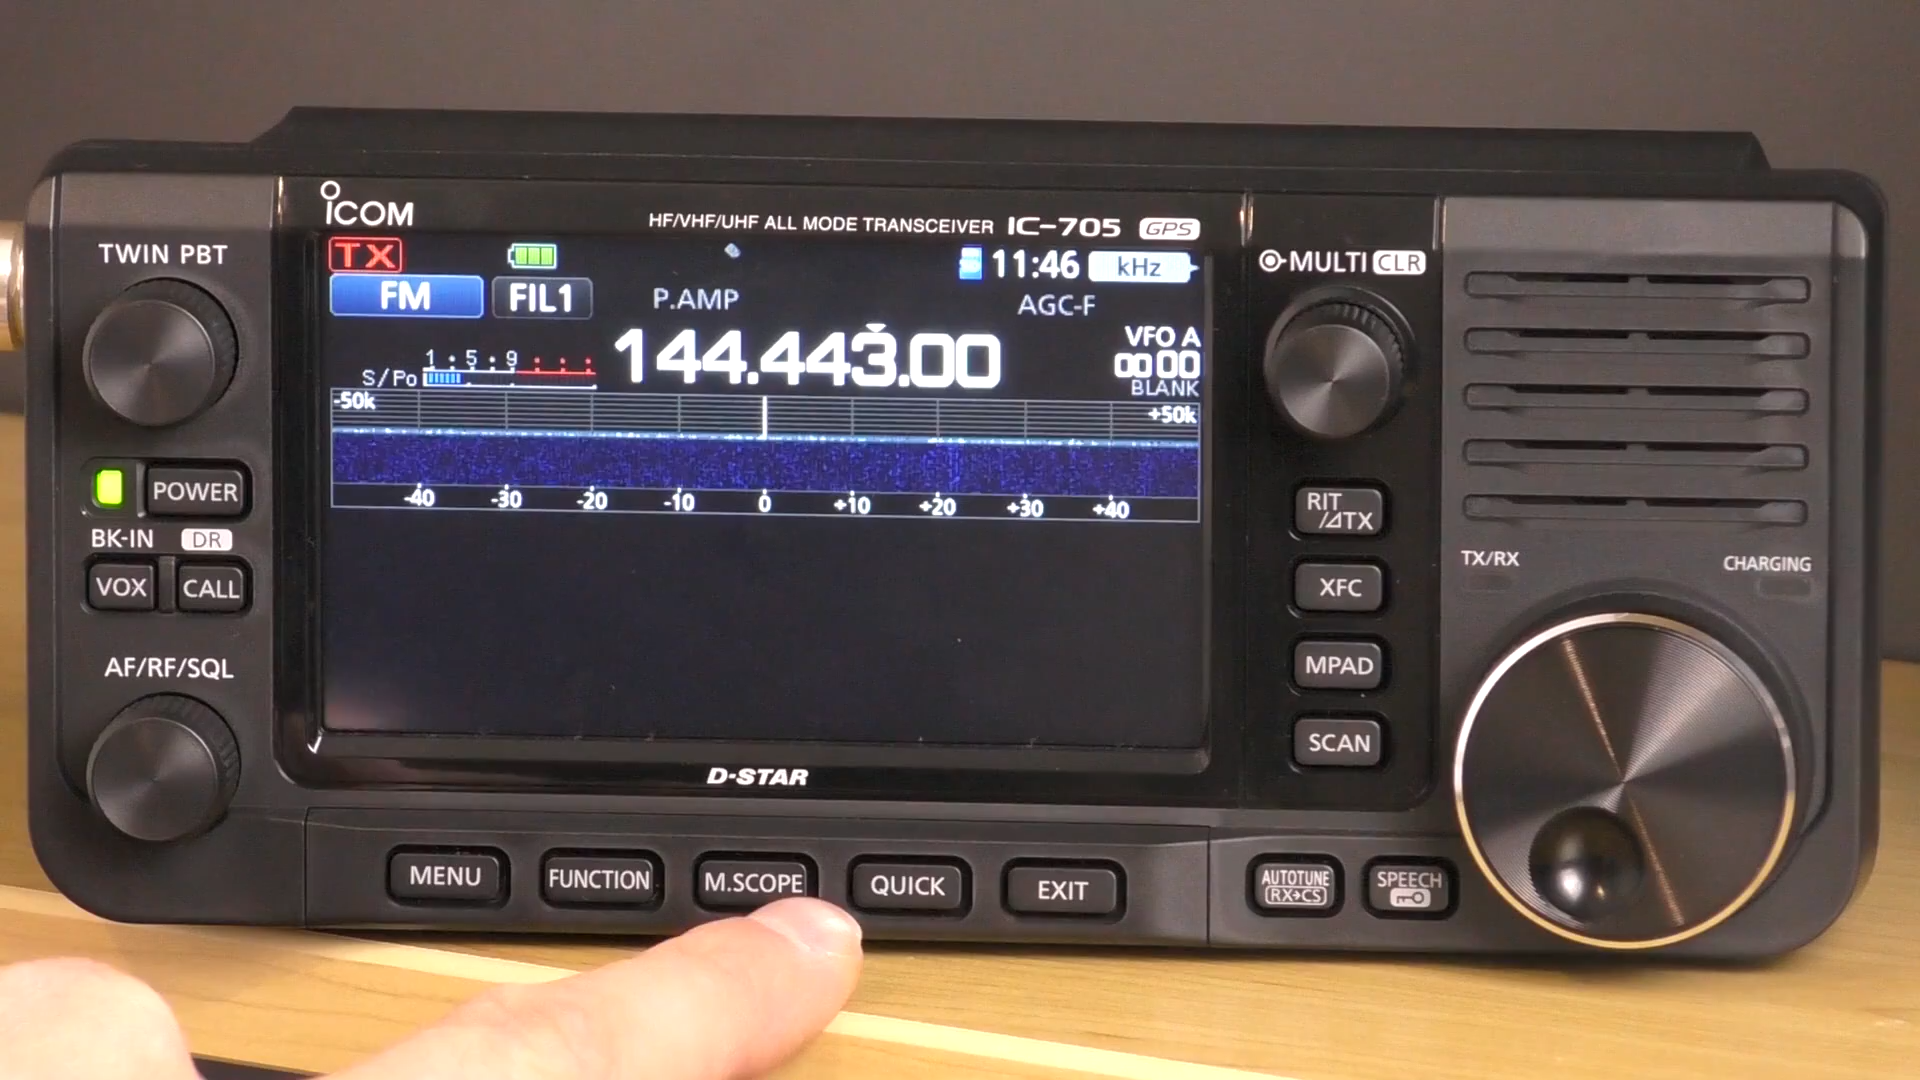 ICOM
HF/VHF/UHF ALL MODE TRANSCEIVER IC-705 GPS
TWIN PBT
TX 11:46 kHz
FM FIL1 P.AMP AGC-F
144.443.00
VFO A
00 00
BLANK
S/Po 1 5 9
-50k +50k
-40 -30 -20 -10 0 +10 +20 +30 +40
D-STAR
POWER
BK-IN DR
VOX CALL
AF/RF/SQL
MULTI CLR
RIT
/⊿TX
XFC
MPAD
SCAN
TX/RX CHARGING
MENU FUNCTION M.SCOPE QUICK EXIT
AUTOTUNE
RX→CS
SPEECH